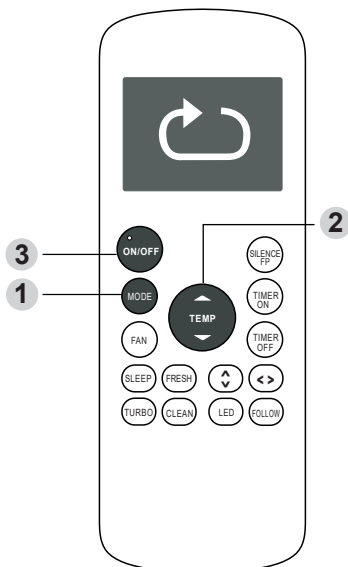 2
3
ON/OFF
SILENCE
FP
1
MODE
TEMP
TIMER
ON
FAN
TIMER
OFF
SLEEP
FRESH
TURBO
CLEAN
LED
FOLLOW